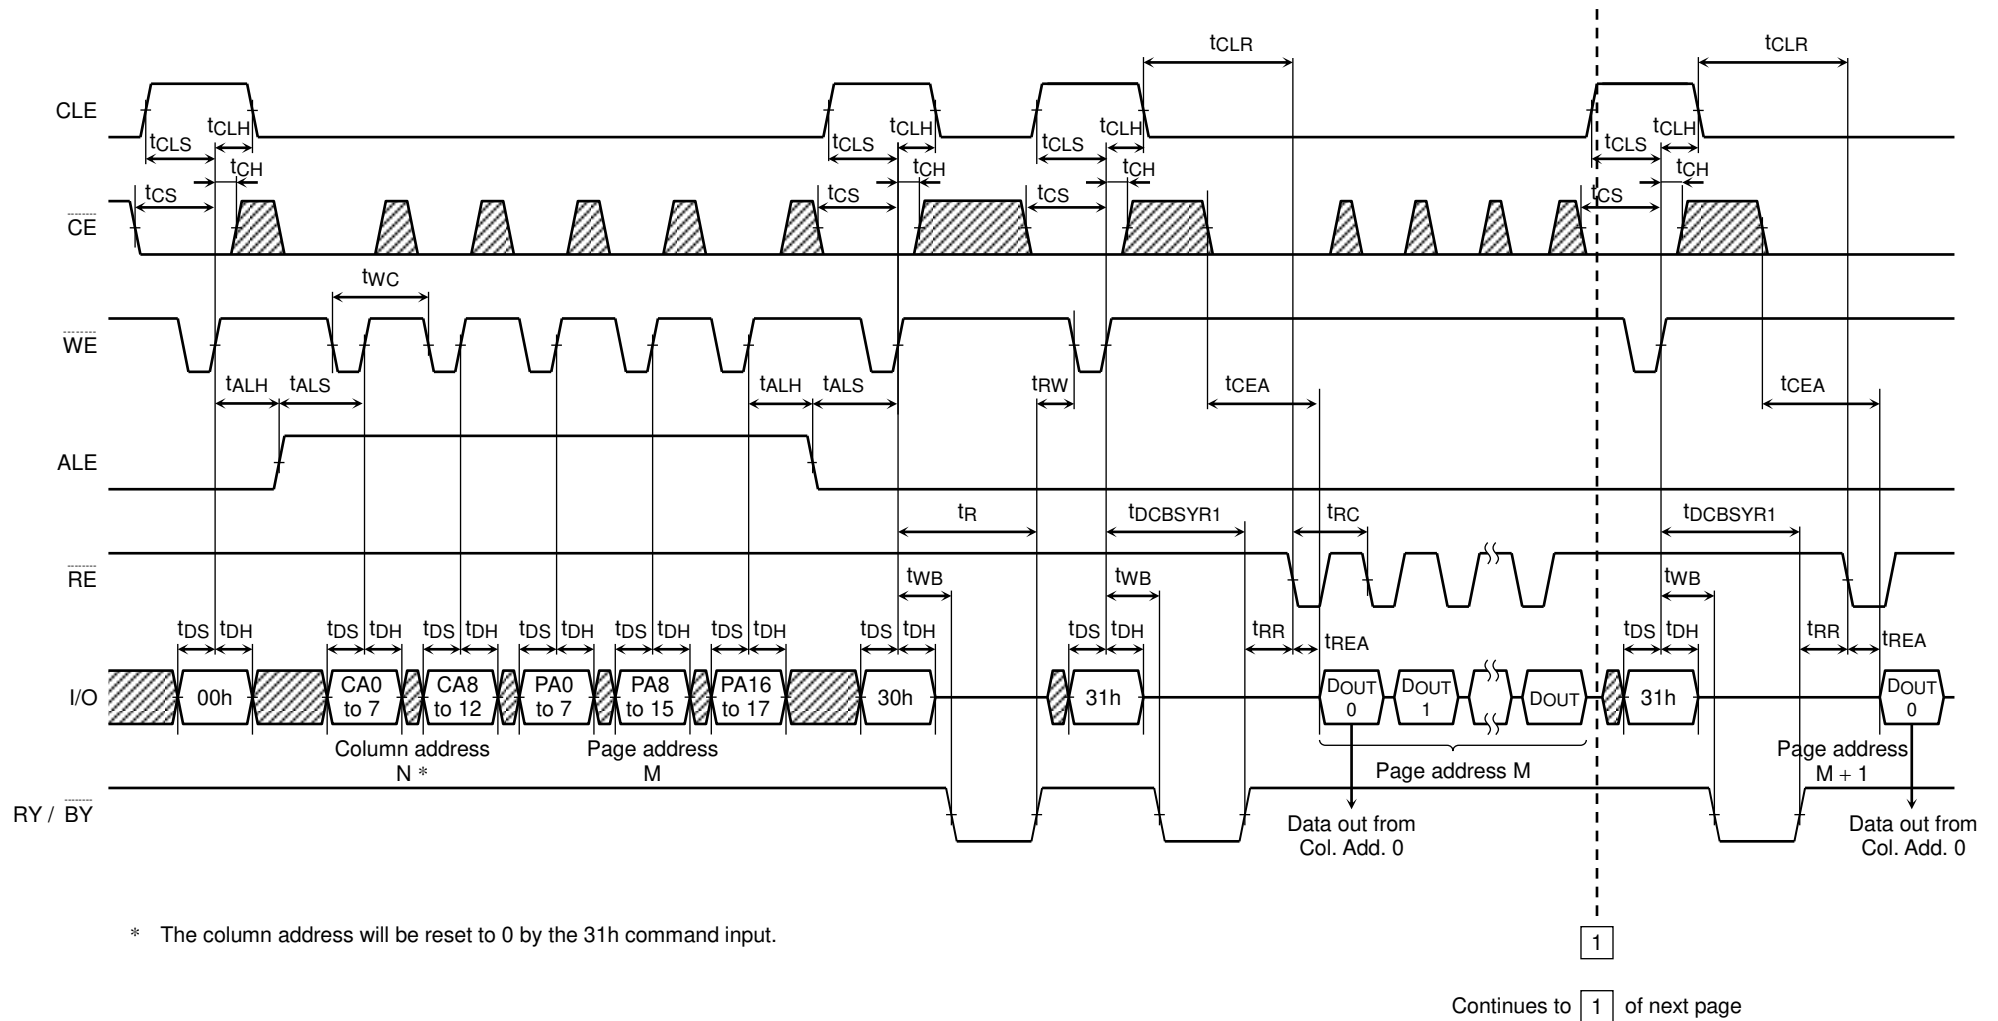 tCLR tCLR
CLE
tCLS tCLH tCLS tCLH tCLS tCLH tCLS tCLH
tCS tCH tCS tCH tCS tCH tCS tCH
CE
tWC
WE
tALH tALS tALH tALS tRW tCEA tCEA
ALE
tR tDCBSYR1 tRC tDCBSYR1
RE
tWB tWB tWB
tDS tDH tDS tDH tDS tDH tDS tDH tDS tDH tDS tDH tDS tDH tDS tDH tRR tREA tDS tDH tRR tREA
I/O
00h
CA0
to 7
CA8
to 12
PA0
to 7
PA8
to 15
PA16
to 17
30h
31h
DOUT
0
DOUT
1
DOUT
31h
DOUT
0
Column address
N *
Page address
M
Page address M
Page address
M + 1
RY / BY
Data out from
Col. Add. 0
Data out from
Col. Add. 0
* The column address will be reset to 0 by the 31h command input.
1
Continues to 1 of next page